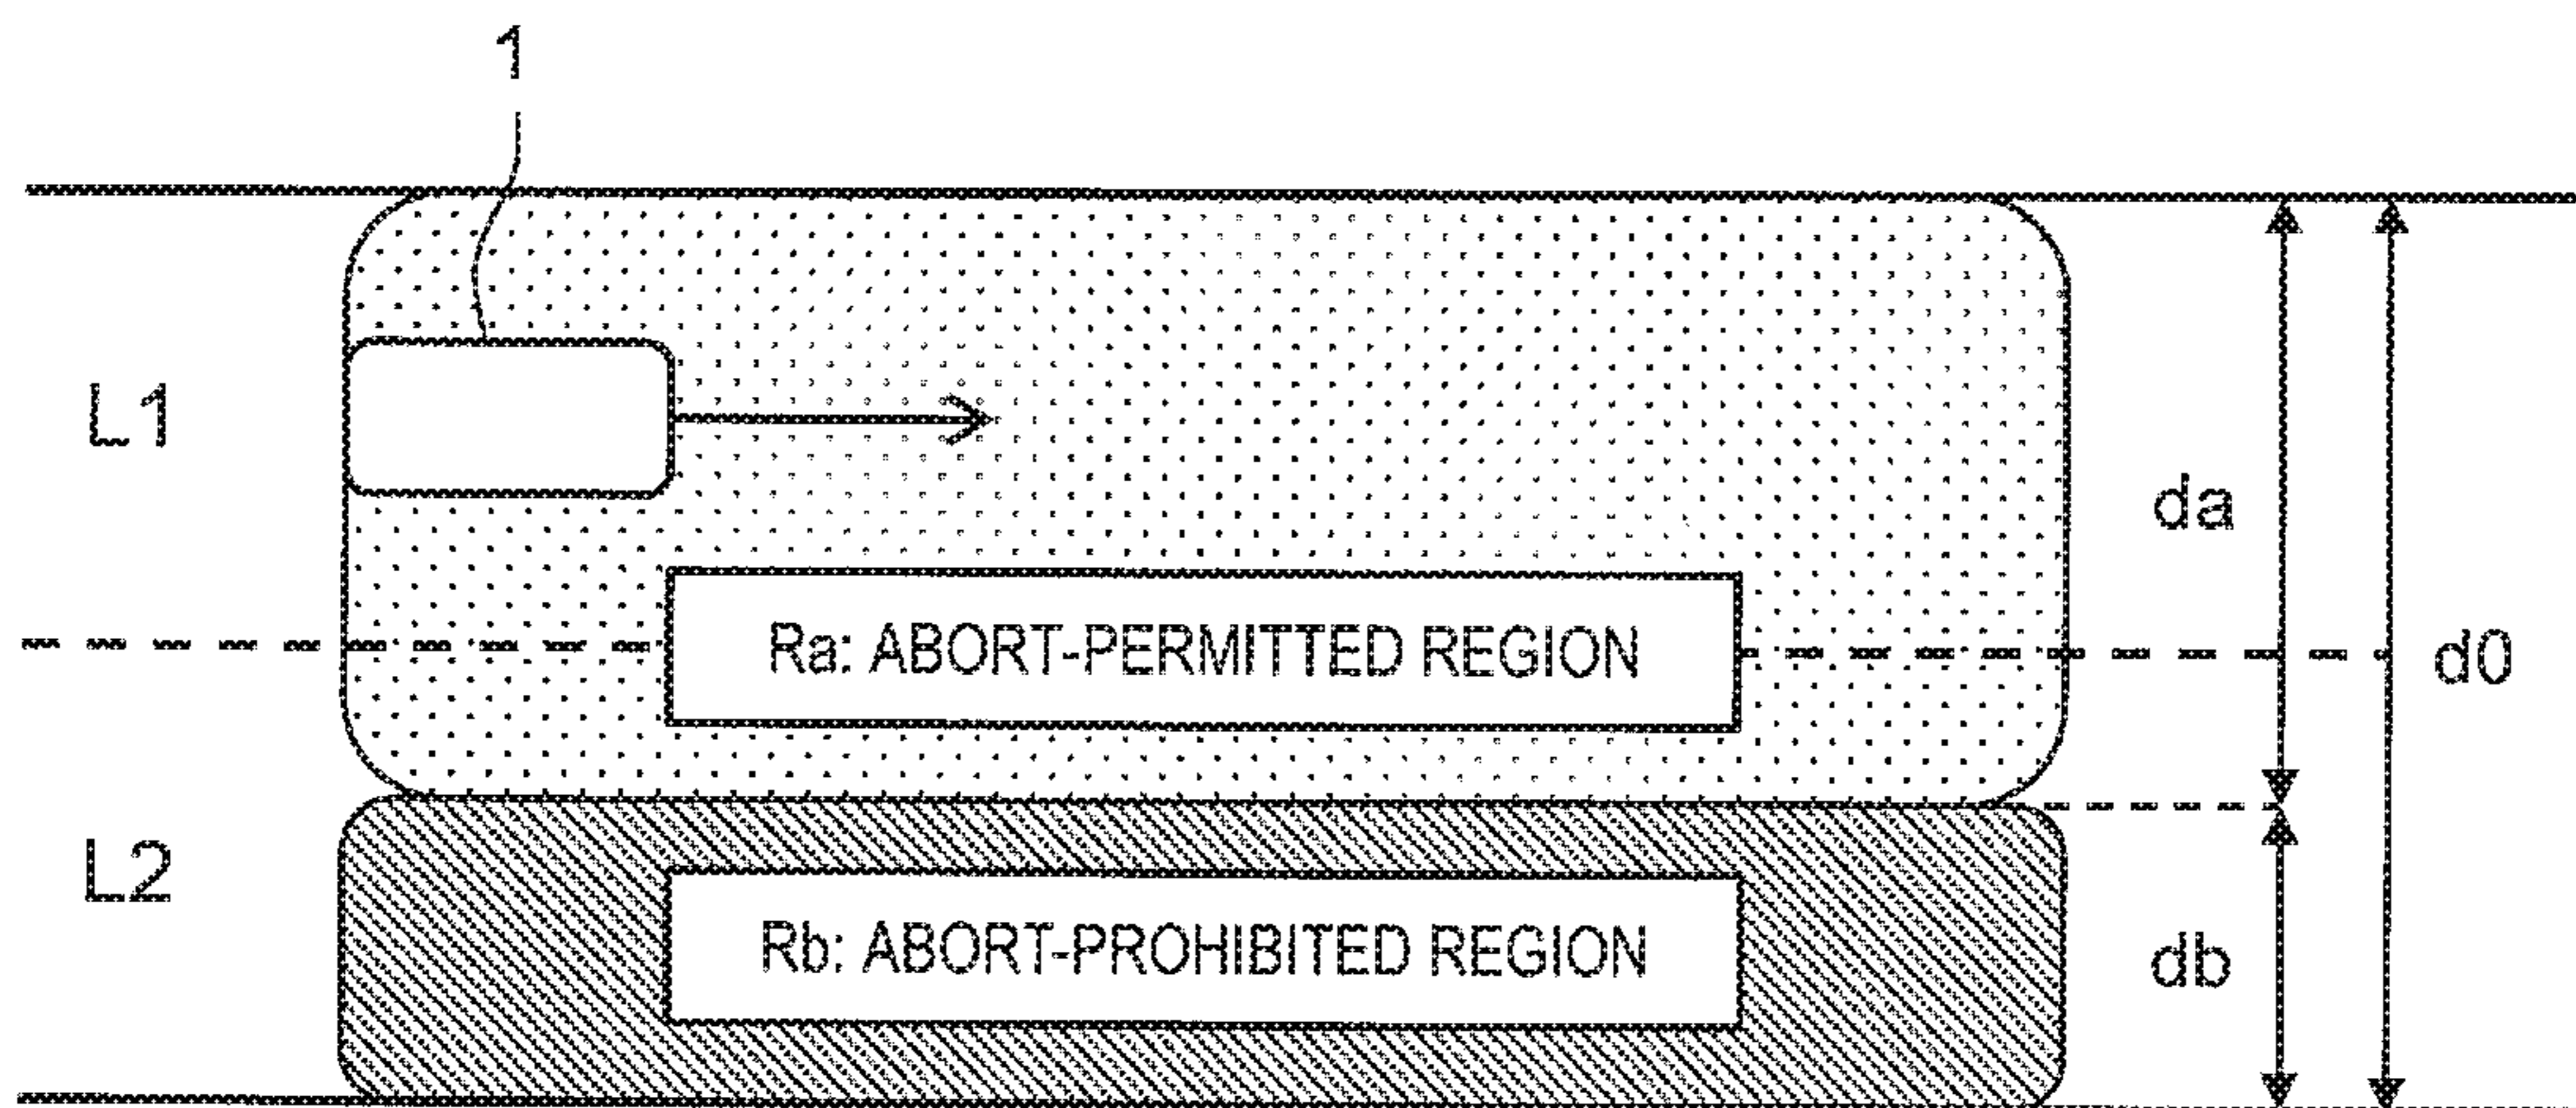 1
L1
da
Ra: ABORT-PERMITTED REGION
d0
L2
Rb: ABORT-PROHIBITED REGION
db